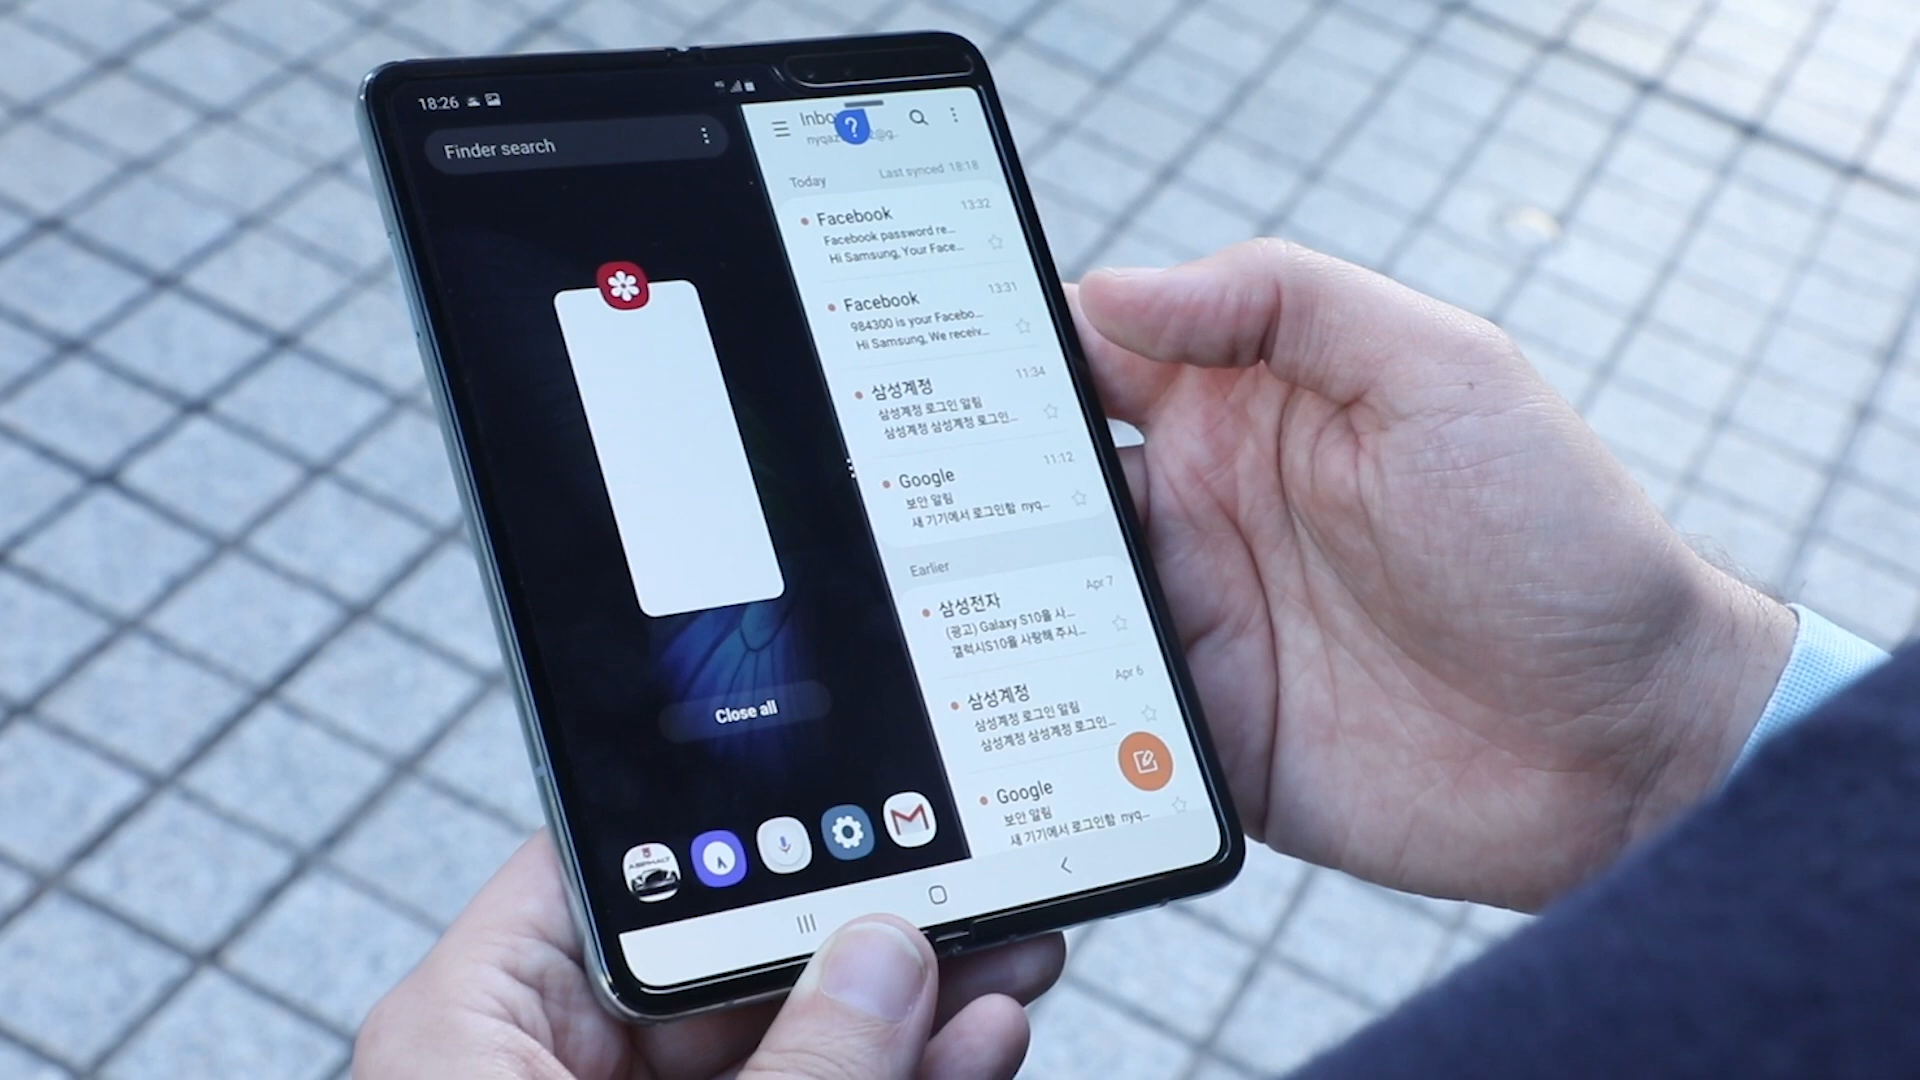 18:26
Finder search
Last synced 18:18
Today
Facebook 13:32
Facebook password re...
Hi Samsung, Your Face...
Facebook 13:31
984300 is your Facebo...
Hi Samsung, We receiv...
삼성계정 11:34
삼성계정 로그인 알림
삼성계정 삼성계정 로그인...
Google 11:12
보안 알림
새 기기에서 로그인함 nyq...
Earlier
삼성전자 Apr 7
(광고) Galaxy S10을 사...
갤럭시S10을 사랑해 주시...
삼성계정 Apr 6
삼성계정 로그인 알림
삼성계정 삼성계정 로그인...
Google
보안 알림
새 기기에서 로그인함 nyq...
Close all
ASPHALT